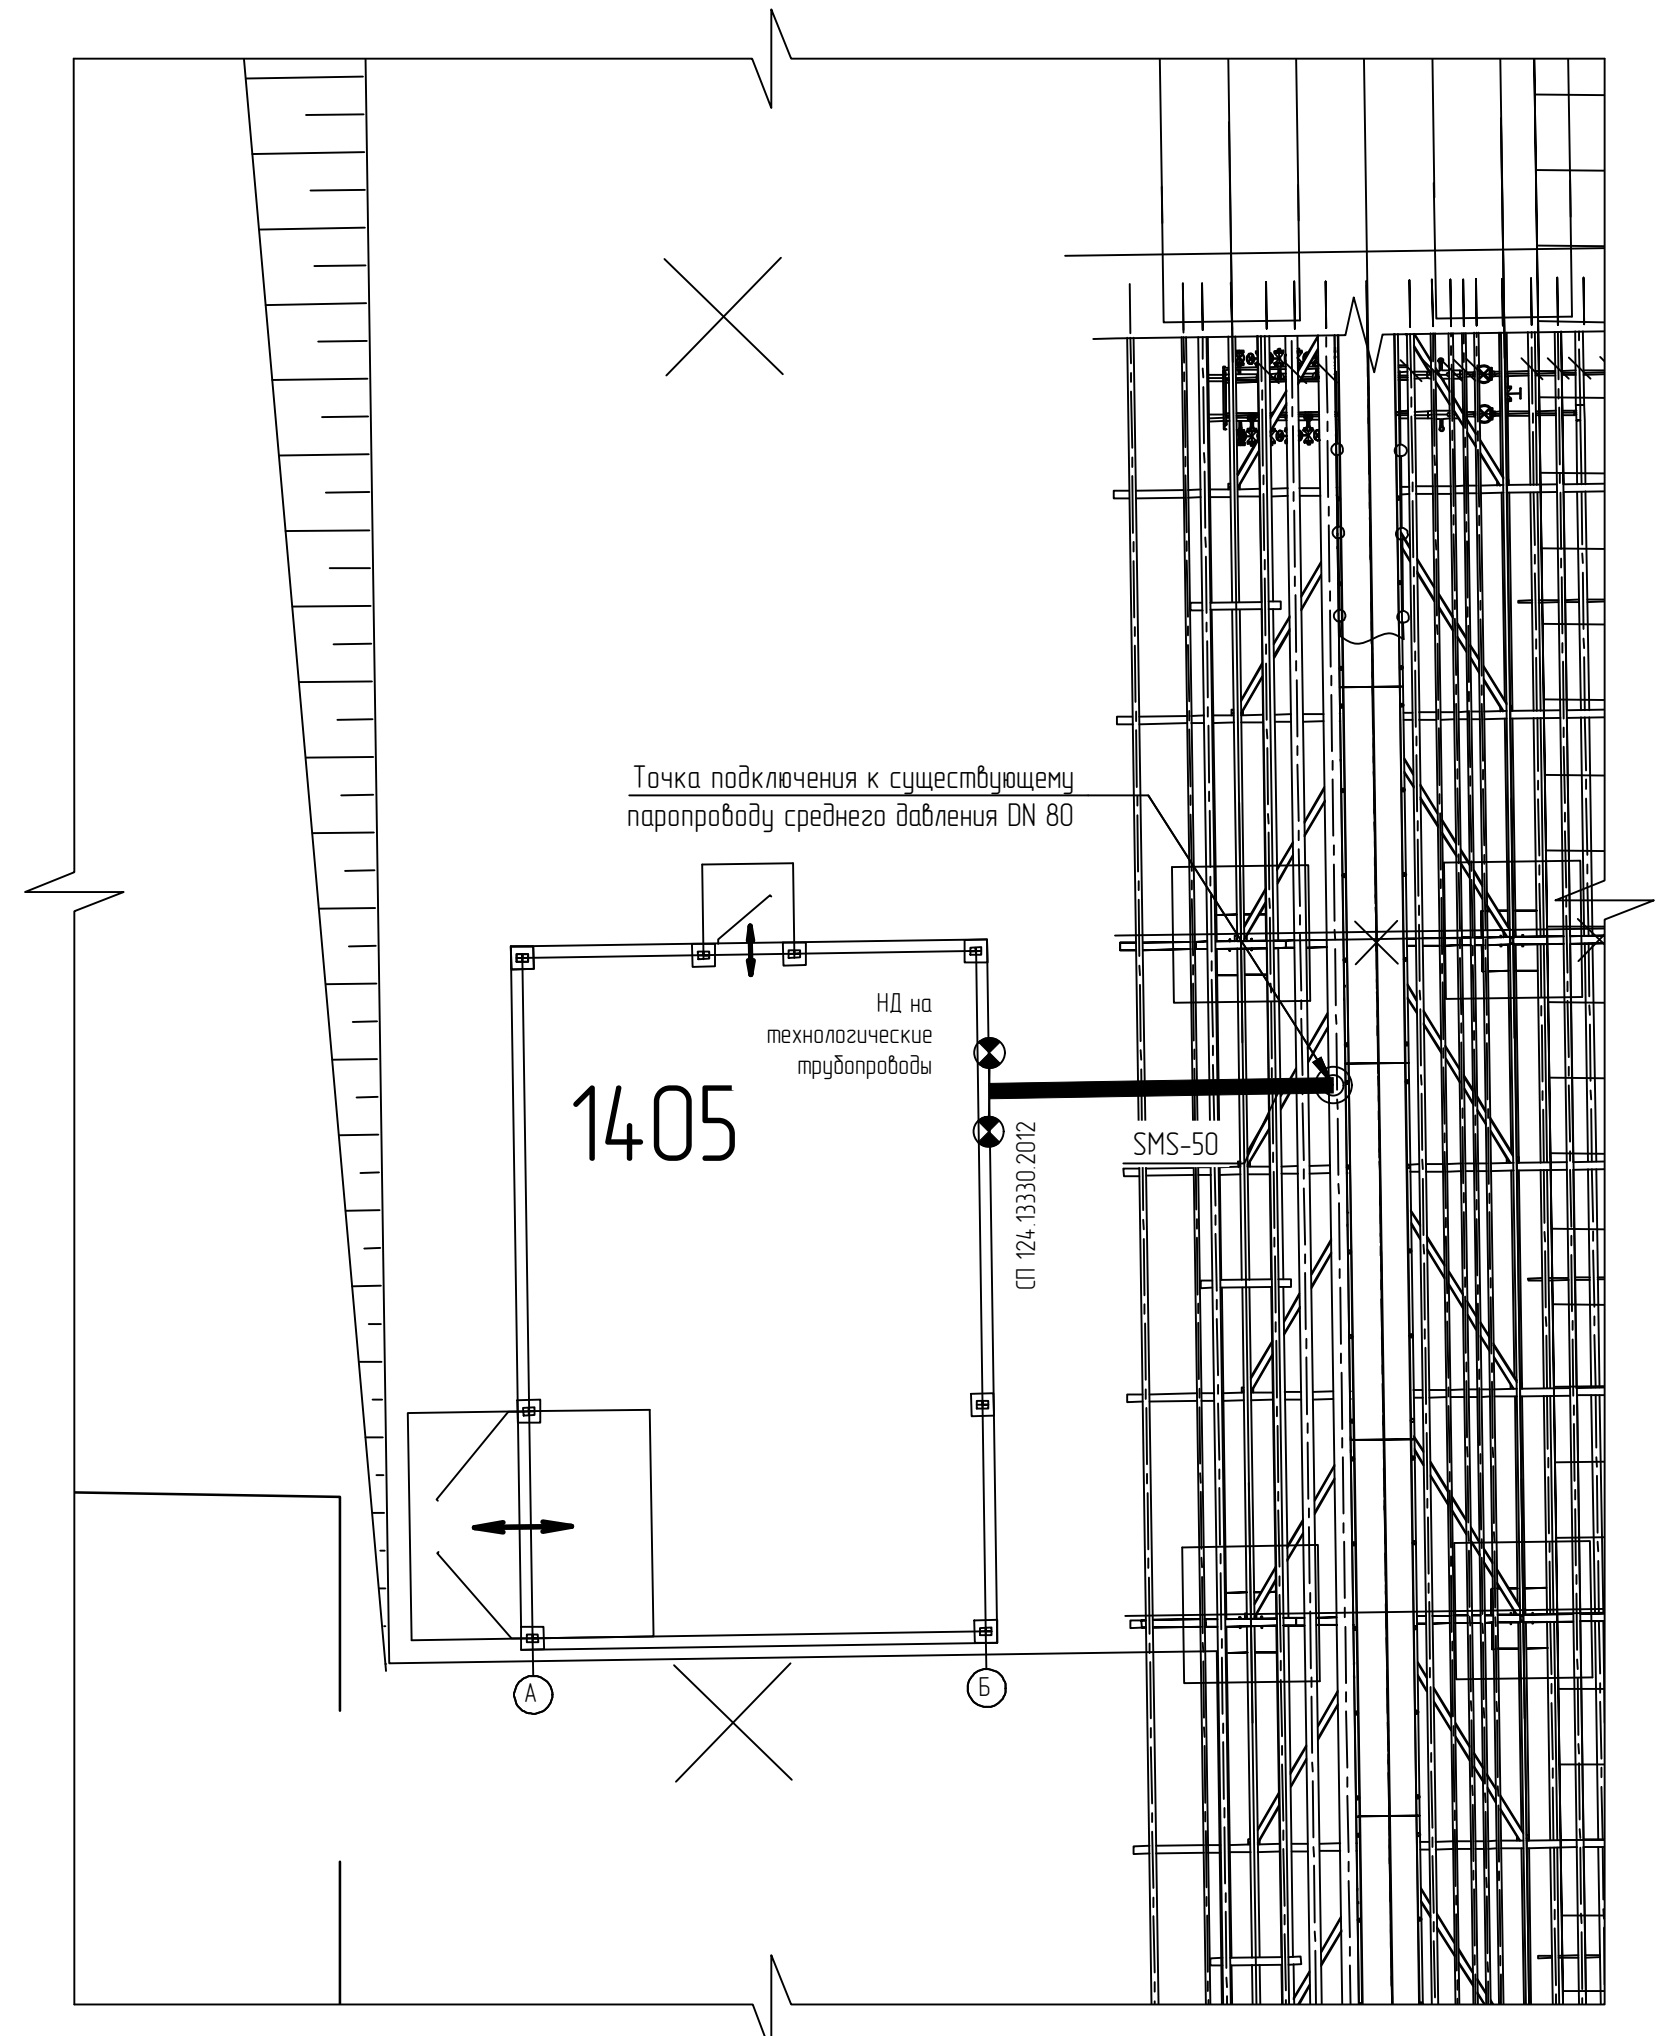 Точка подключения к существующему
паропроводу среднего давления DN 80
НД на
технологические
трубопроводы
1405
SMS-50
СП 124.13330.2012
А
Б